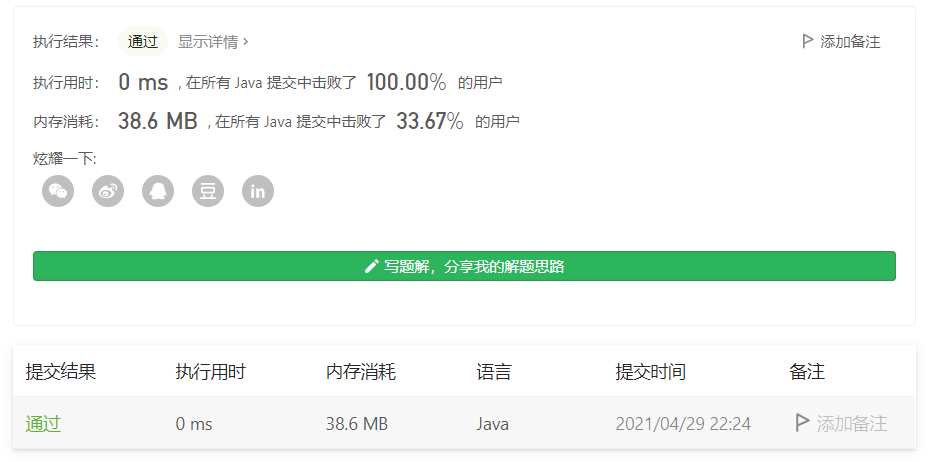 执行结果： 通过 显示详情 › 添加备注
执行用时： 0 ms , 在所有 Java 提交中击败了 100.00% 的用户
内存消耗： 38.6 MB , 在所有 Java 提交中击败了 33.67% 的用户
炫耀一下:
豆 in
写题解，分享我的解题思路
提交结果 执行用时 内存消耗 语言 提交时间 备注
通过 0 ms 38.6 MB Java 2021/04/29 22:24 添加备注